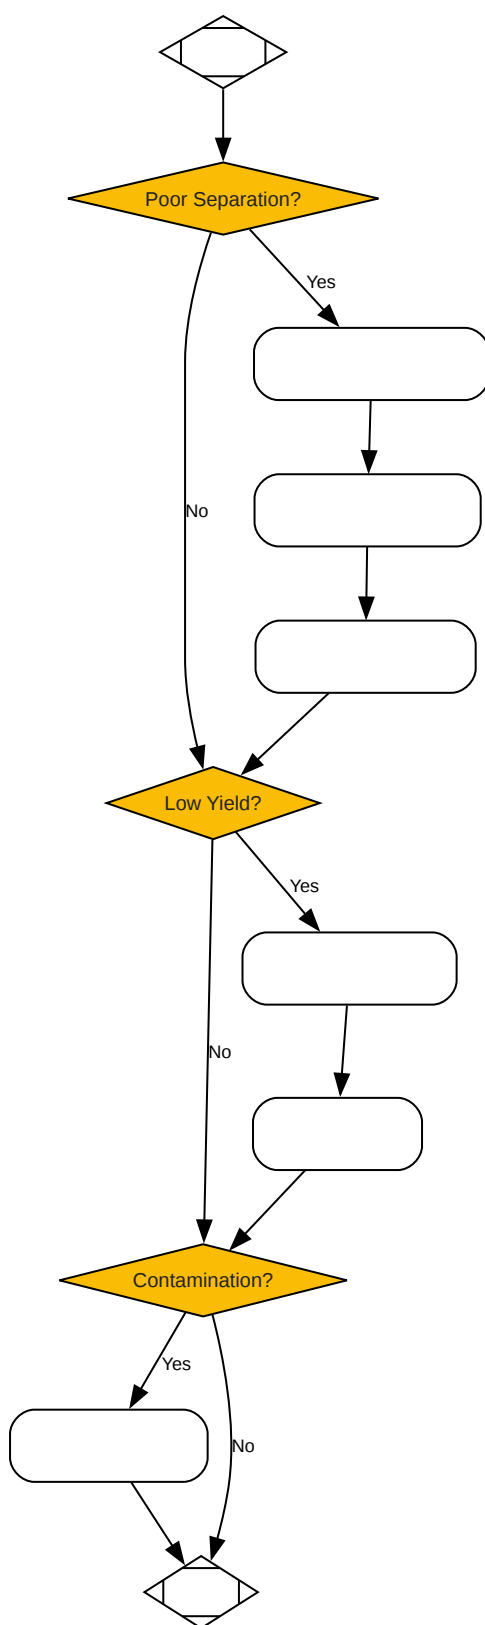 Poor Separation?
Yes
No
Low Yield?
Yes
No
Contamination?
Yes
No